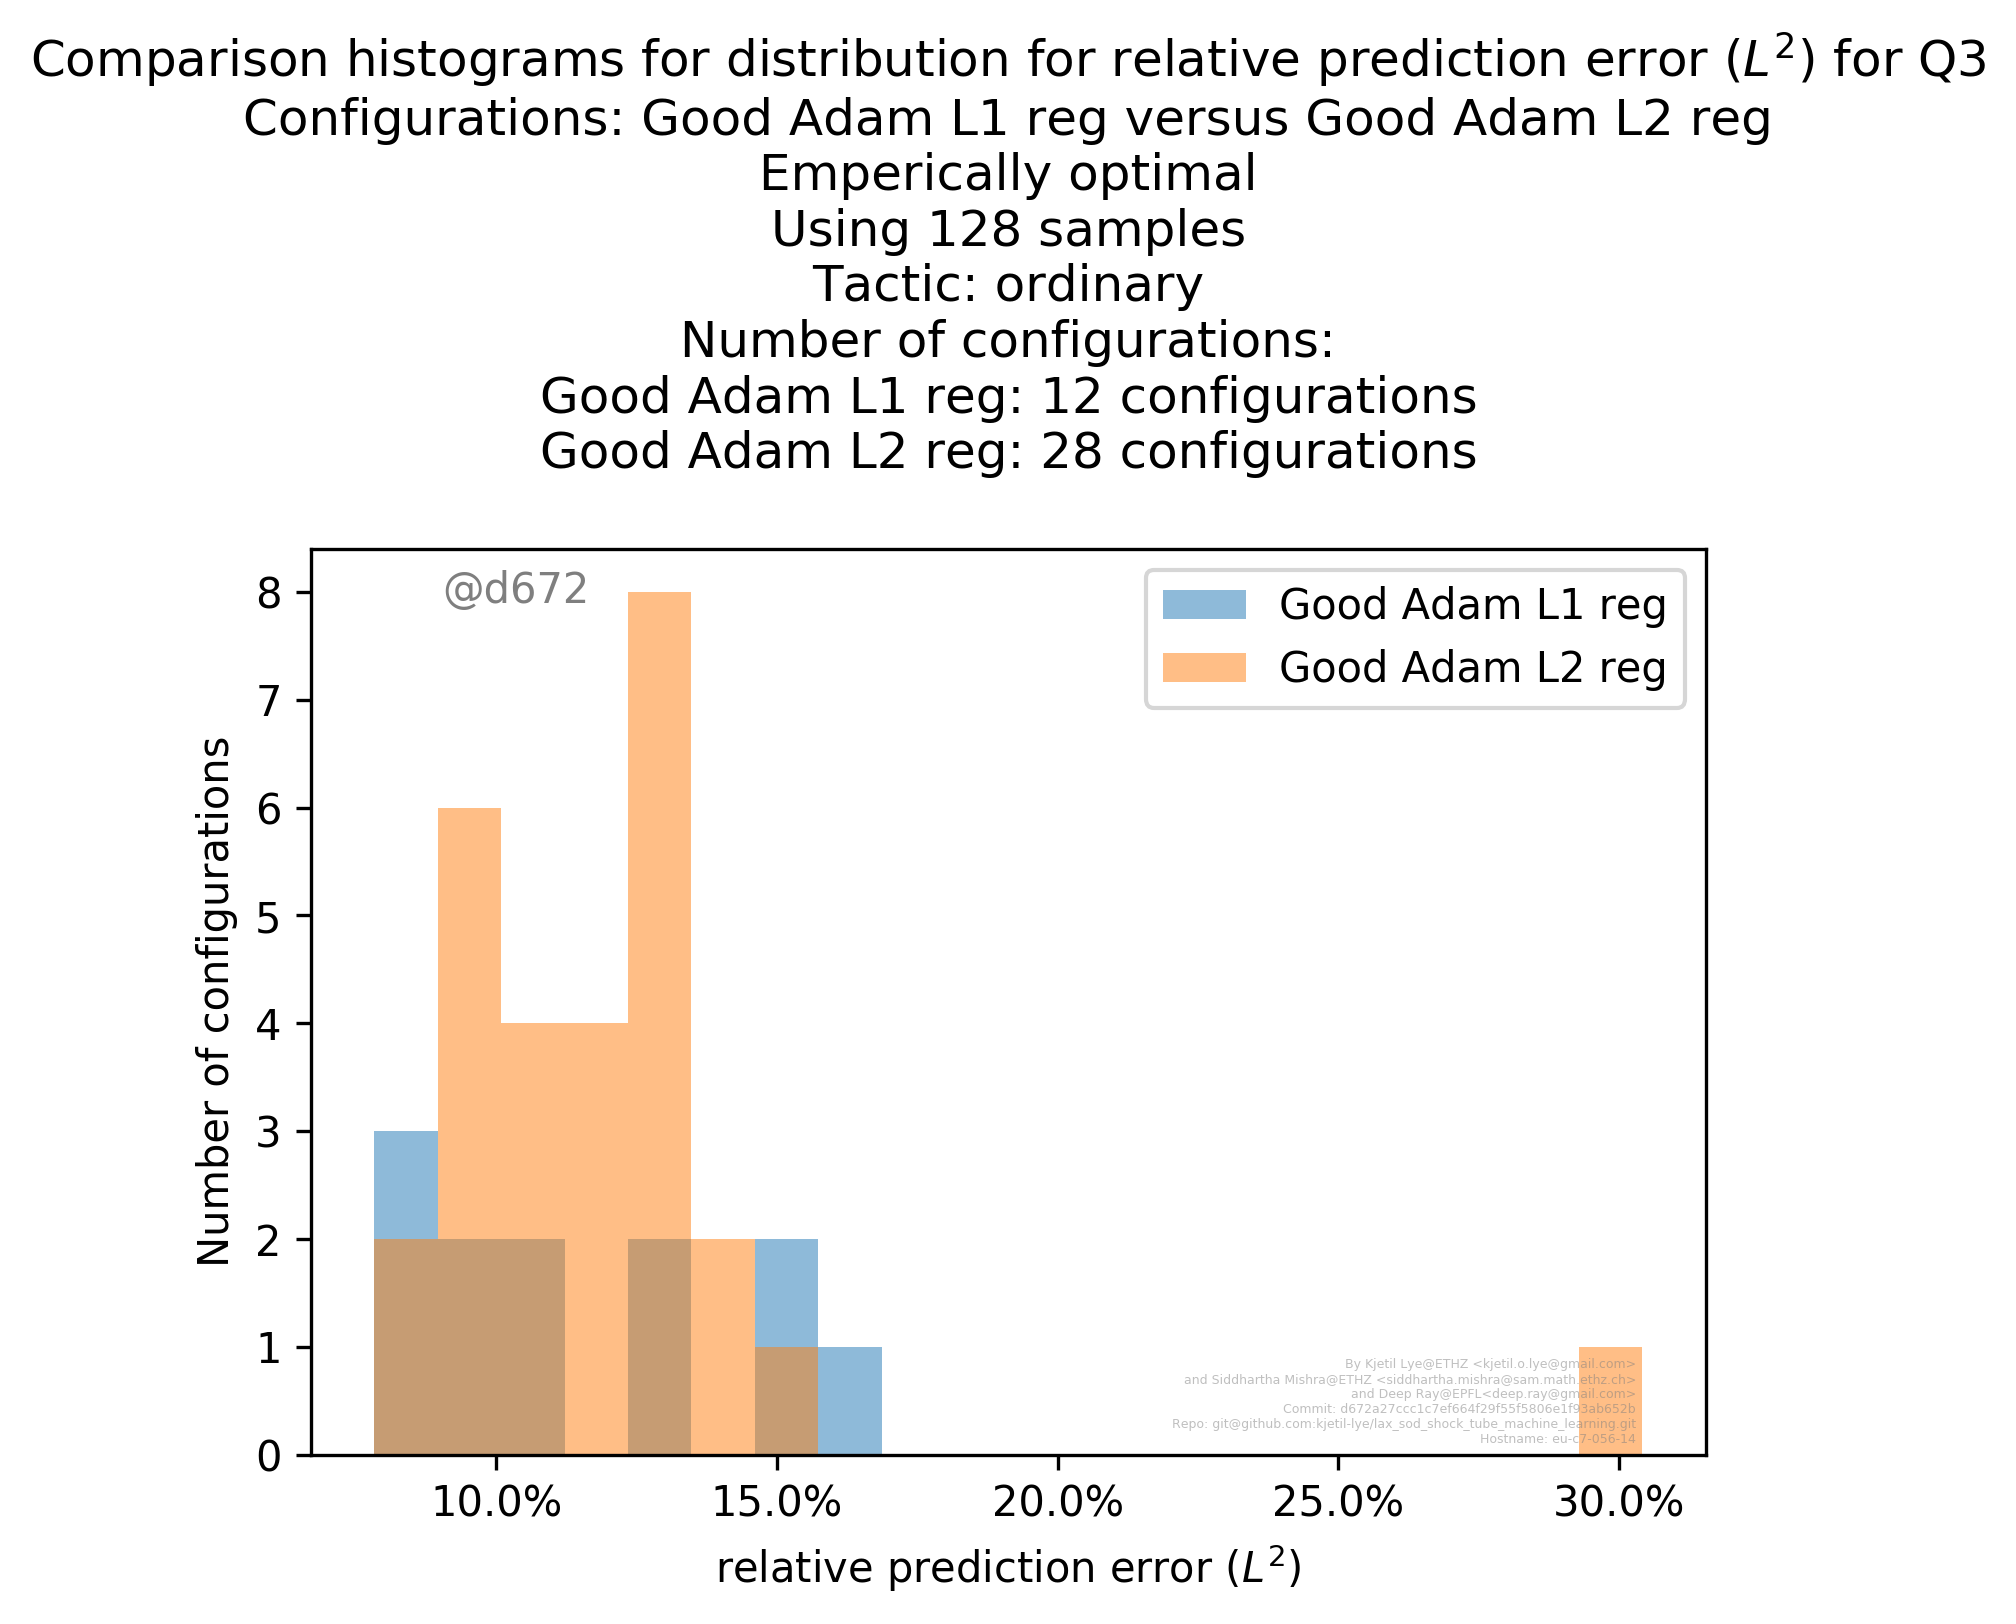 Comparison histograms for distribution for relative prediction error (L²) for Q3
Configurations: Good Adam L1 reg versus Good Adam L2 reg
Emperically optimal
Using 128 samples
Tactic: ordinary
Number of configurations:
Good Adam L1 reg: 12 configurations
Good Adam L2 reg: 28 configurations
@d672
Good Adam L1 reg
Good Adam L2 reg
Number of configurations
8
7
6
5
4
3
2
1
0
By Kjetil Lye@ETHZ <kjetil.o.lye@gmail.com>
and Siddhartha Mishra@ETHZ <siddhartha.mishra@sam.math.ethz.ch>
and Deep Ray@EPFL<deep.ray@gmail.com>
Commit: d672a27ccc1c7ef664f29f55f5806e1f93ab652b
Repo: git@github.com:kjetil-lye/lax_sod_shock_tube_machine_learning.git
Hostname: eu-c7-056-14
10.0% 15.0% 20.0% 25.0% 30.0%
relative prediction error (L²)